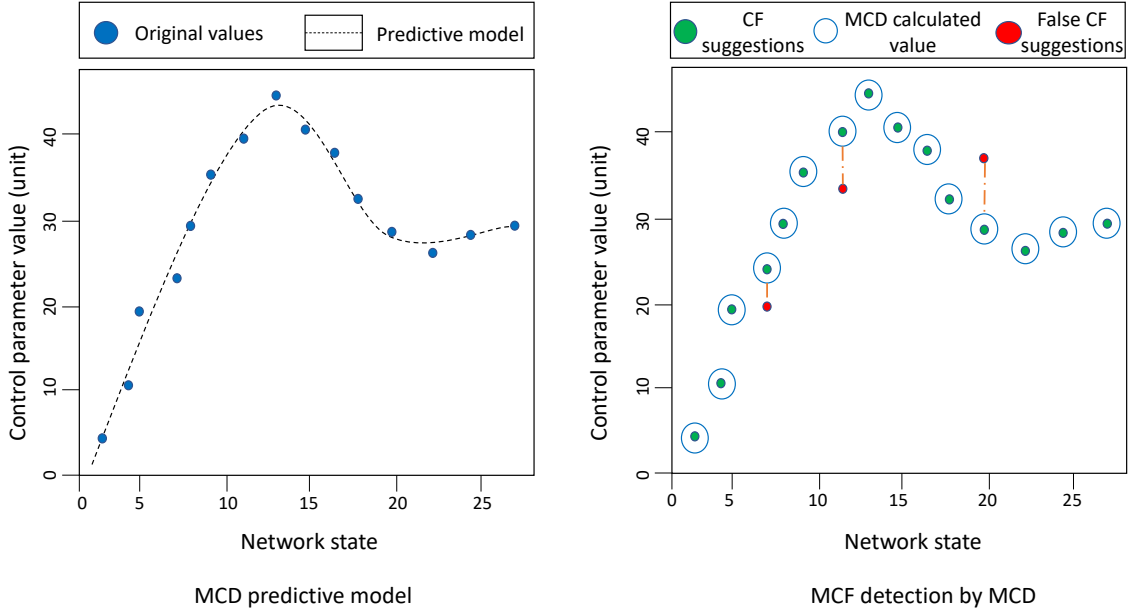 Original values
Predictive model
Control parameter value (unit)
40
30
20
10
0
0 5 10 15 20 25
Network state
MCD predictive model
CF suggestions
MCD calculated value
False CF suggestions
Control parameter value (unit)
40
30
20
10
0
0 5 10 15 20 25
Network state
MCF detection by MCD